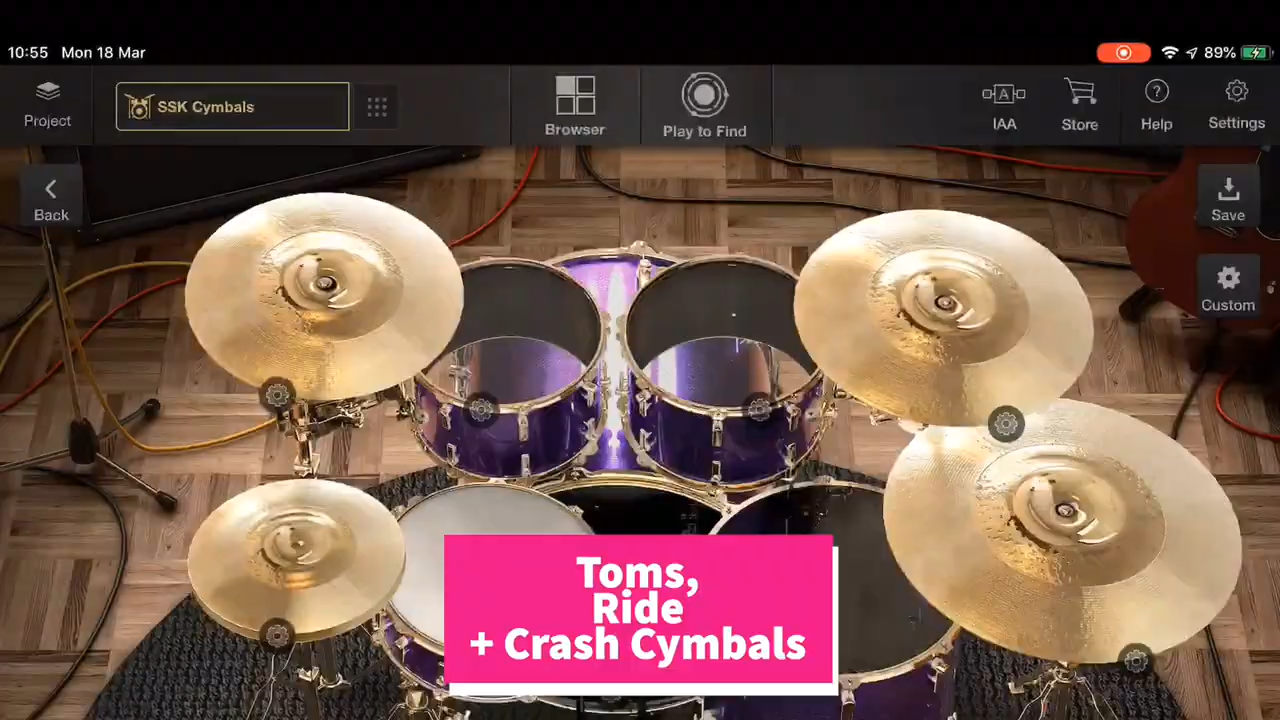 10:55 Mon 18 Mar
89%
Project
SSK Cymbals
Browser
Play to Find
A
IAA
Store
?
Help
Settings
Back
Save
Custom
Toms,
Ride
+ Crash Cymbals